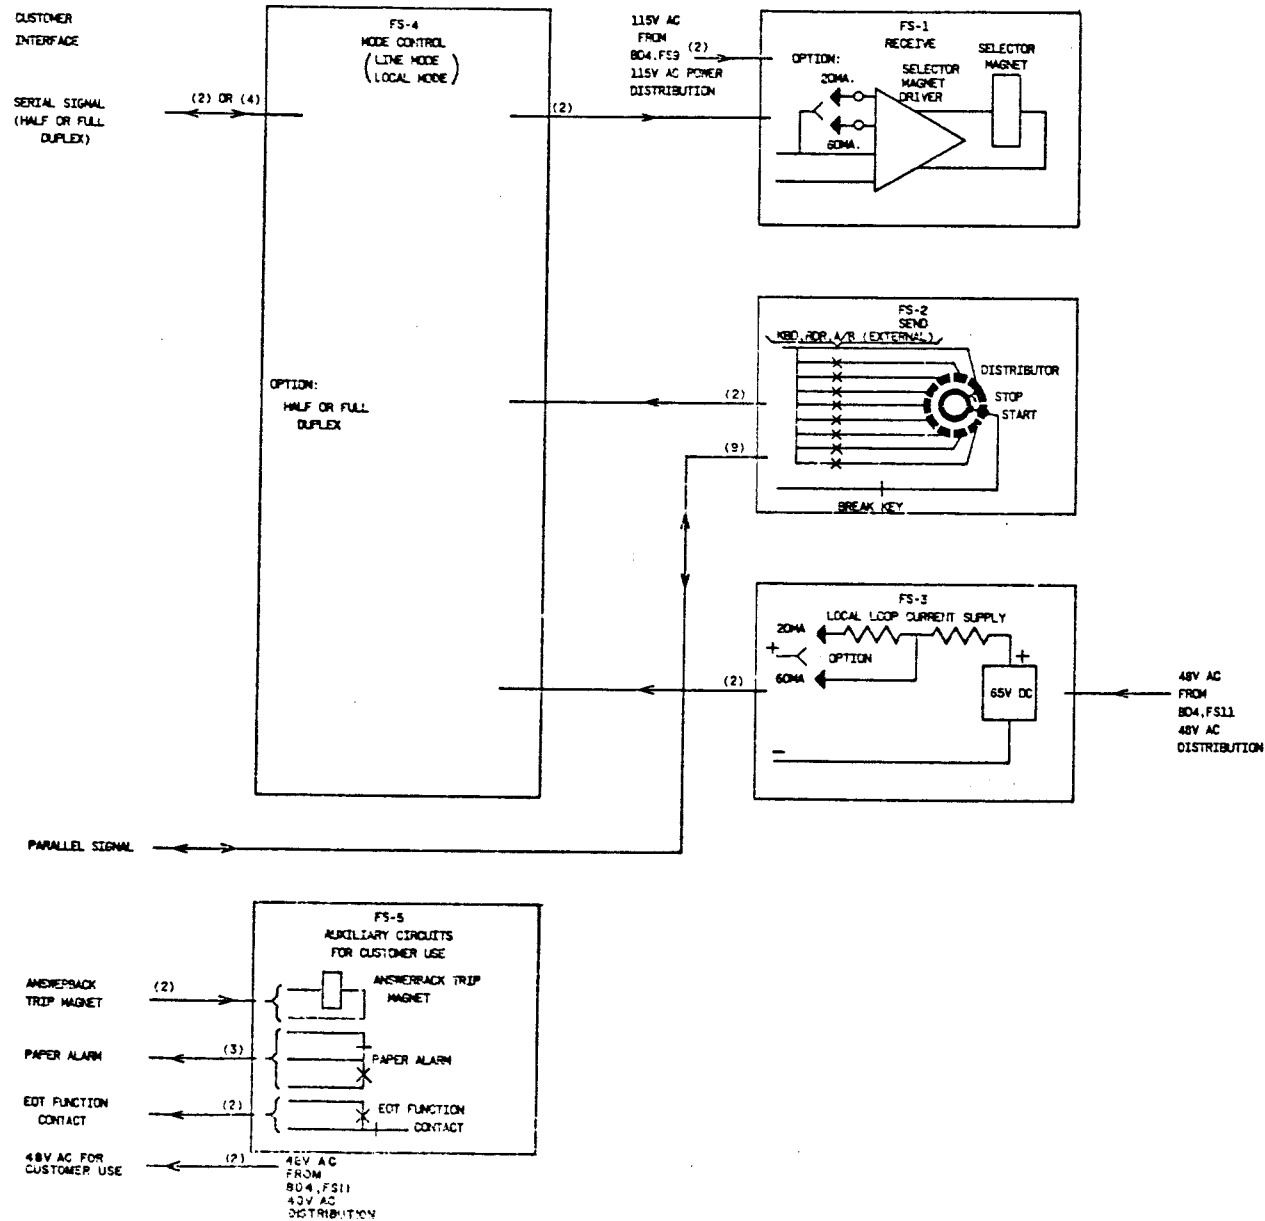 CUSTOMER
INTERFACE
SERIAL SIGNAL
(HALF OR FULL
DUPLEX)
(2) OR (4)
FS-4
MODE CONTROL
(LINE MODE
LOCAL MODE)
OPTION:
HALF OR FULL
DUPLEX
(2)
115V AC
FROM
BD4,FS9
(2)
115V AC POWER
DISTRIBUTION
FS-1
RECEIVE
OPTION:
20MA.
60MA.
SELECTOR
MAGNET
DRIVER
SELECTOR
MAGNET
FS-2
SEND
KBD,RDR,A/B (EXTERNAL)
DISTRIBUTOR
STOP
START
BREAK KEY
(2)
(9)
FS-3
LOCAL LOOP CURRENT SUPPLY
20MA
+
OPTION
60MA
+
65V DC
−
(2)
48V AC
FROM
BD4,FS11
48V AC
DISTRIBUTION
PARALLEL SIGNAL
FS-5
AUXILIARY CIRCUITS
FOR CUSTOMER USE
ANSWERBACK
TRIP MAGNET
(2)
ANSWERBACK TRIP
MAGNET
PAPER ALARM
(3)
PAPER ALARM
EOT FUNCTION
CONTACT
(2)
EOT FUNCTION
CONTACT
48V AC FOR
CUSTOMER USE
(2)
48V AC
FROM
BD4,FS11
48V AC
DISTRIBUTION